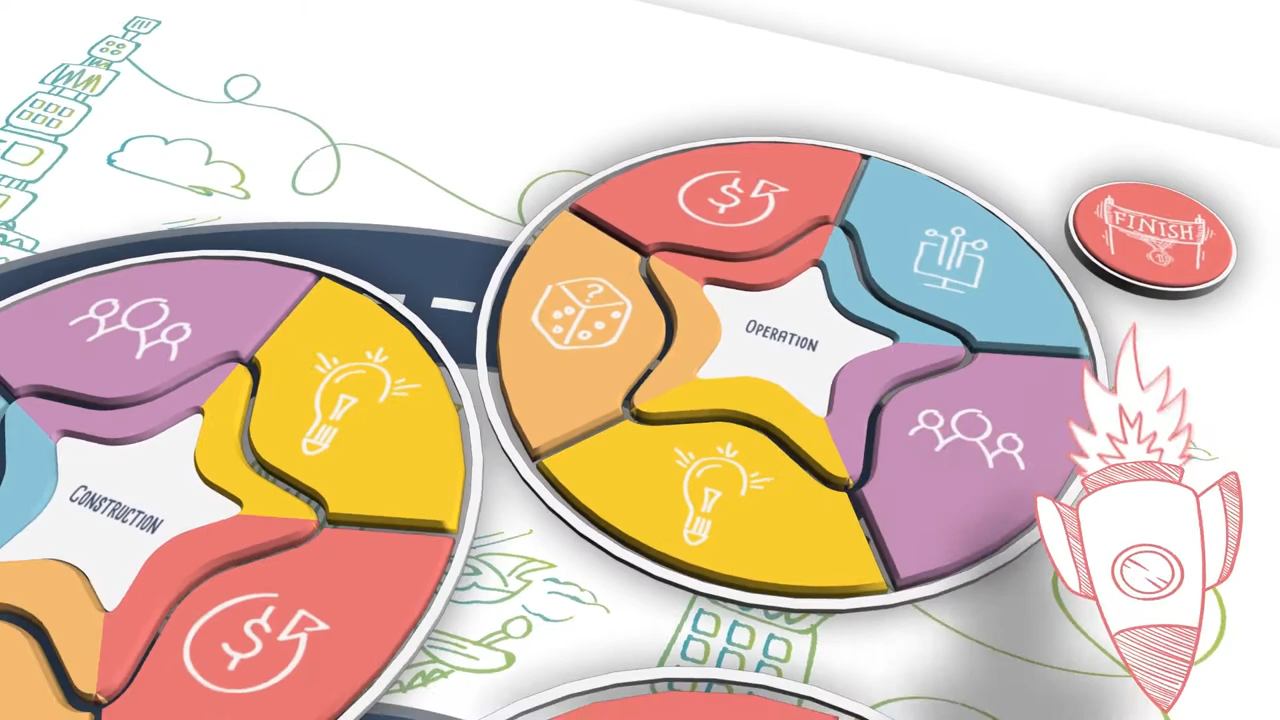 $
FINISH
?
OPERATION
CONSTRUCTION
$